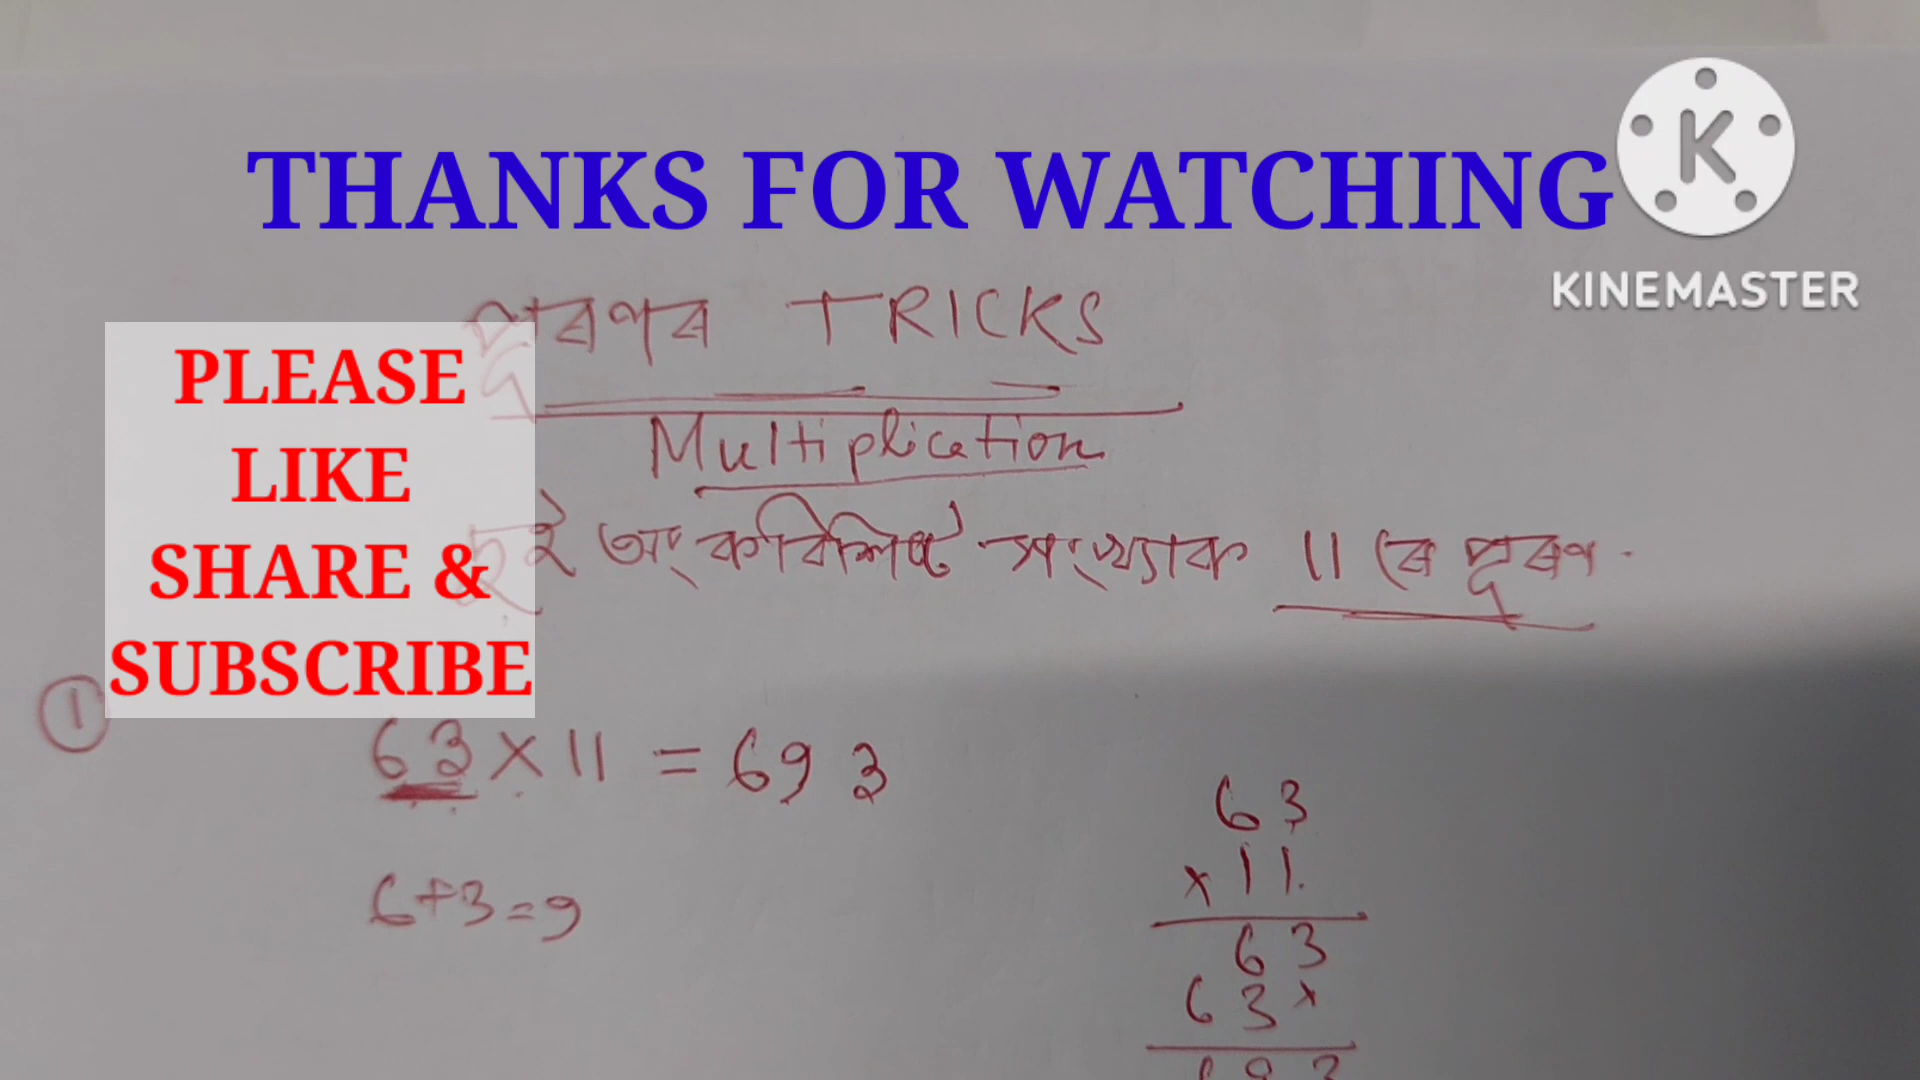 THANKS FOR WATCHING
KINEMASTER
পুৰণৰ TRICKS
PLEASE
LIKE
SHARE &
SUBSCRIBE
Multiplication
দুই অংকবিশিষ্ট সংখ্যাক 11 ৰে পূৰণ.
1
63 × 11 = 693
6+3=9
63
× 11.
63
63×
693